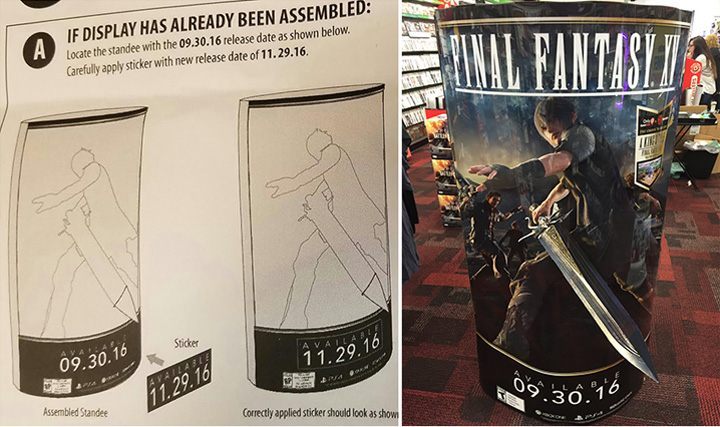 A
IF DISPLAY HAS ALREADY BEEN ASSEMBLED:
Locate the standee with the 09.30.16 release date as shown below.
Carefully apply sticker with new release date of 11.29.16.
AVAILABLE
09.30.16
PS4
Assembled Standee
Sticker
AVAILABLE
11.29.16
AVAILABLE
11.29.16
PS4
Correctly applied sticker should look as show
FINAL FANTASY XV
AVAILABLE
09.30.16
XBOX ONE
PS4